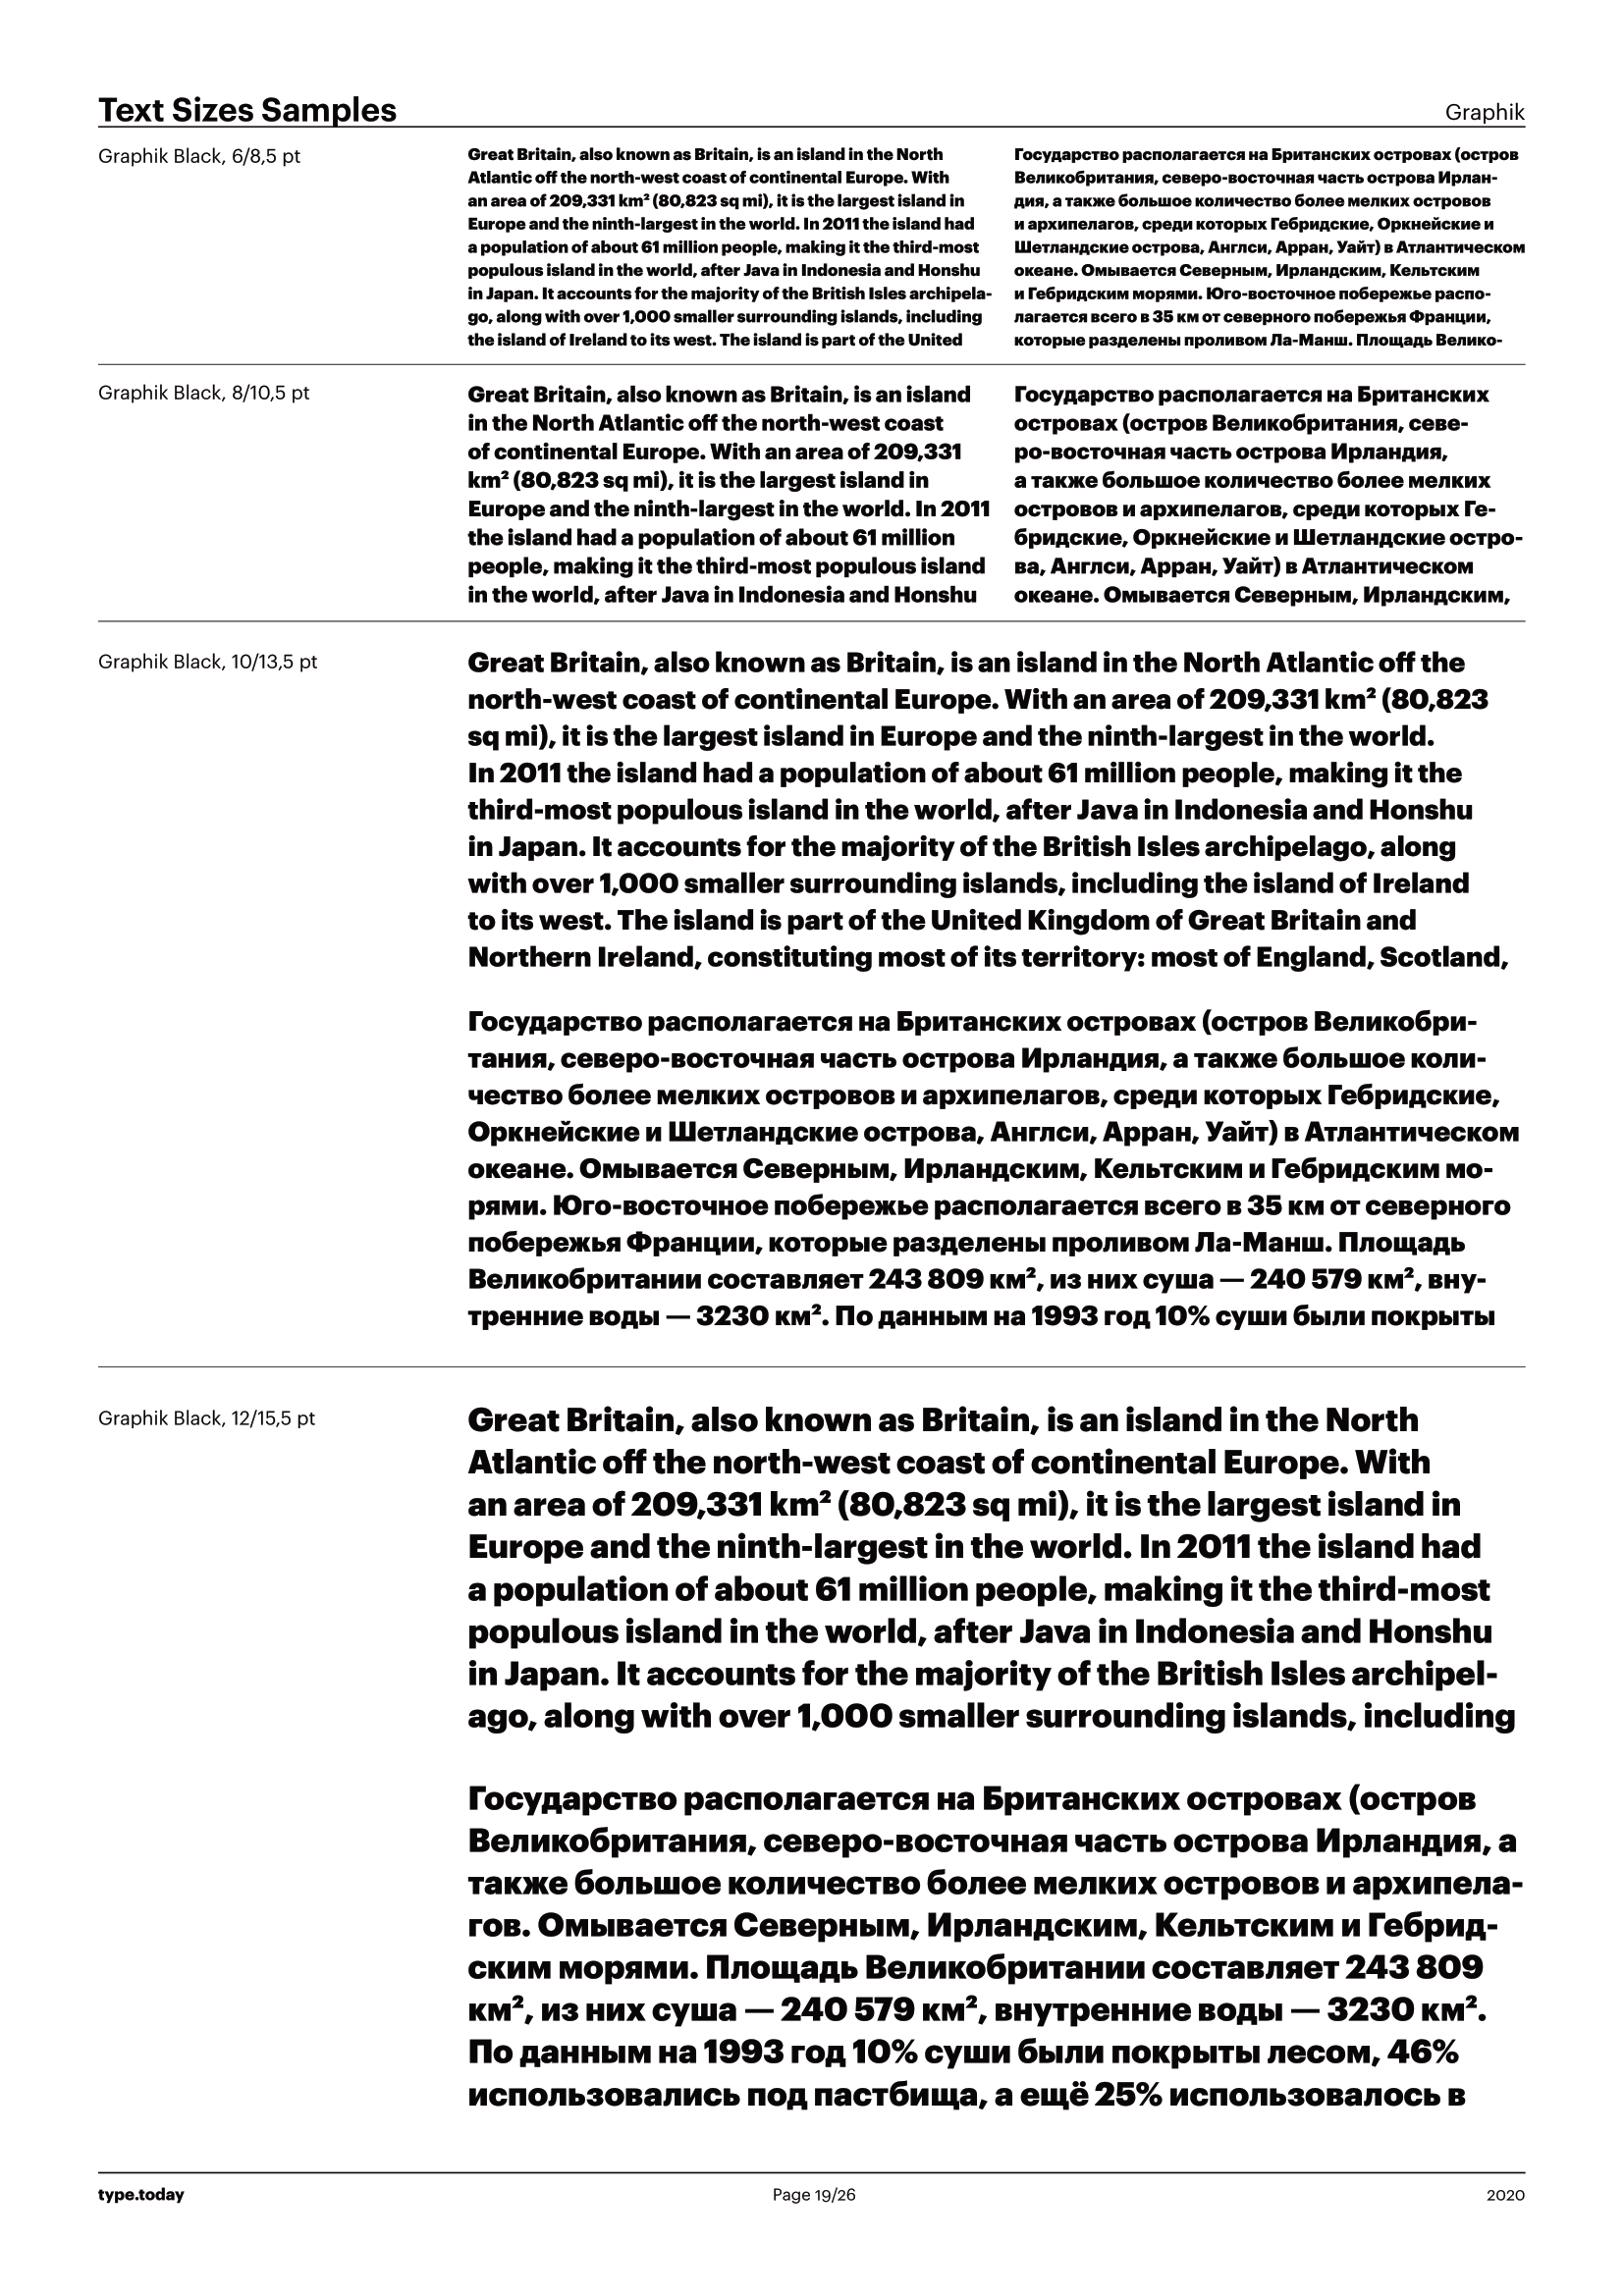 Text Sizes Samples
Graphik
Graphik Black, 6/8,5 pt
Great Britain, also known as Britain, is an island in the North
Atlantic off the north-west coast of continental Europe. With
an area of 209,331 km² (80,823 sq mi), it is the largest island in
Europe and the ninth-largest in the world. In 2011 the island had
a population of about 61 million people, making it the third-most
populous island in the world, after Java in Indonesia and Honshu
in Japan. It accounts for the majority of the British Isles archipela-
go, along with over 1,000 smaller surrounding islands, including
the island of Ireland to its west. The island is part of the United
Государство располагается на Британских островах (остров
Великобритания, северо-восточная часть острова Ирлан-
дия, а также большое количество более мелких островов
и архипелагов, среди которых Гебридские, Оркнейские и
Шетландские острова, Англси, Арран, Уайт) в Атлантическом
океане. Омывается Северным, Ирландским, Кельтским
и Гебридским морями. Юго-восточное побережье распо-
лагается всего в 35 км от северного побережья Франции,
которые разделены проливом Ла-Манш. Площадь Велико-
Graphik Black, 8/10,5 pt
Great Britain, also known as Britain, is an island
in the North Atlantic off the north-west coast
of continental Europe. With an area of 209,331
km² (80,823 sq mi), it is the largest island in
Europe and the ninth-largest in the world. In 2011
the island had a population of about 61 million
people, making it the third-most populous island
in the world, after Java in Indonesia and Honshu
Государство располагается на Британских
островах (остров Великобритания, севе-
ро-восточная часть острова Ирландия,
а также большое количество более мелких
островов и архипелагов, среди которых Ге-
бридские, Оркнейские и Шетландские остро-
ва, Англси, Арран, Уайт) в Атлантическом
океане. Омывается Северным, Ирландским,
Graphik Black, 10/13,5 pt
Great Britain, also known as Britain, is an island in the North Atlantic off the
north-west coast of continental Europe. With an area of 209,331 km² (80,823
sq mi), it is the largest island in Europe and the ninth-largest in the world.
In 2011 the island had a population of about 61 million people, making it the
third-most populous island in the world, after Java in Indonesia and Honshu
in Japan. It accounts for the majority of the British Isles archipelago, along
with over 1,000 smaller surrounding islands, including the island of Ireland
to its west. The island is part of the United Kingdom of Great Britain and
Northern Ireland, constituting most of its territory: most of England, Scotland,
Государство располагается на Британских островах (остров Великобри-
тания, северо-восточная часть острова Ирландия, а также большое коли-
чество более мелких островов и архипелагов, среди которых Гебридские,
Оркнейские и Шетландские острова, Англси, Арран, Уайт) в Атлантическом
океане. Омывается Северным, Ирландским, Кельтским и Гебридским мо-
рями. Юго-восточное побережье располагается всего в 35 км от северного
побережья Франции, которые разделены проливом Ла-Манш. Площадь
Великобритании составляет 243 809 км², из них суша — 240 579 км², вну-
тренние воды — 3230 км². По данным на 1993 год 10% суши были покрыты
Graphik Black, 12/15,5 pt
Great Britain, also known as Britain, is an island in the North
Atlantic off the north-west coast of continental Europe. With
an area of 209,331 km² (80,823 sq mi), it is the largest island in
Europe and the ninth-largest in the world. In 2011 the island had
a population of about 61 million people, making it the third-most
populous island in the world, after Java in Indonesia and Honshu
in Japan. It accounts for the majority of the British Isles archipel-
ago, along with over 1,000 smaller surrounding islands, including
Государство располагается на Британских островах (остров
Великобритания, северо-восточная часть острова Ирландия, а
также большое количество более мелких островов и архипела-
гов. Омывается Северным, Ирландским, Кельтским и Гебрид-
ским морями. Площадь Великобритании составляет 243 809
км², из них суша — 240 579 км², внутренние воды — 3230 км².
По данным на 1993 год 10% суши были покрыты лесом, 46%
использовались под пастбища, а ещё 25% использовалось в
type.today
Page 19/26
2020